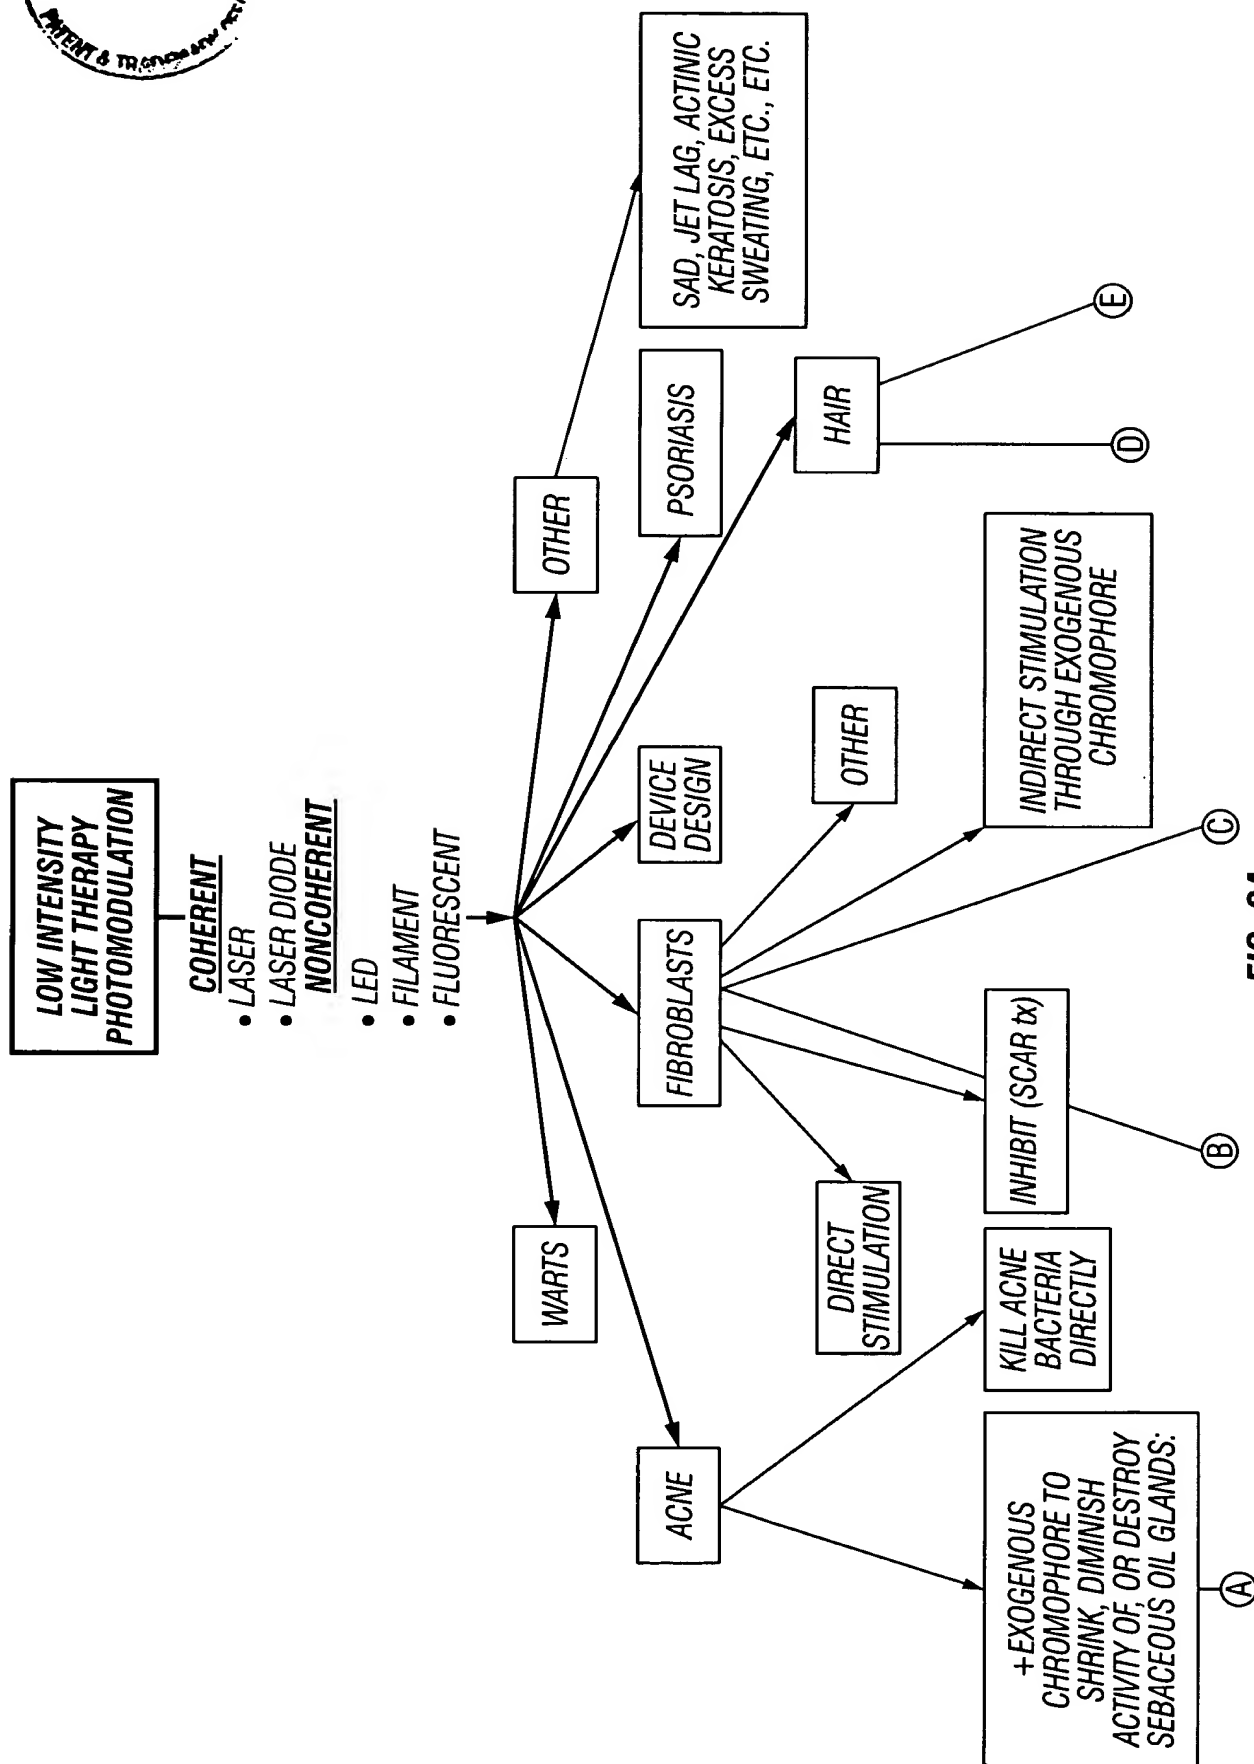 PATENT & TRADEMARK
LOW INTENSITY
LIGHT THERAPY
PHOTOMODULATION
COHERENT
• LASER
• LASER DIODE
NONCOHERENT
• LED
• FILAMENT
• FLUORESCENT
WARTS
OTHER
ACNE
FIBROBLASTS
DEVICE
DESIGN
PSORIASIS
SAD, JET LAG, ACTINIC
KERATOSIS, EXCESS
SWEATING, ETC., ETC.
HAIR
DIRECT
STIMULATION
OTHER
+EXOGENOUS
CHROMOPHORE TO
SHRINK, DIMINISH
ACTIVITY OF, OR DESTROY
SEBACEOUS OIL GLANDS:
KILL ACNE
BACTERIA
DIRECTLY
INHIBIT (SCAR tx)
INDIRECT STIMULATION
THROUGH EXOGENOUS
CHROMOPHORE
A
B
C
D
E